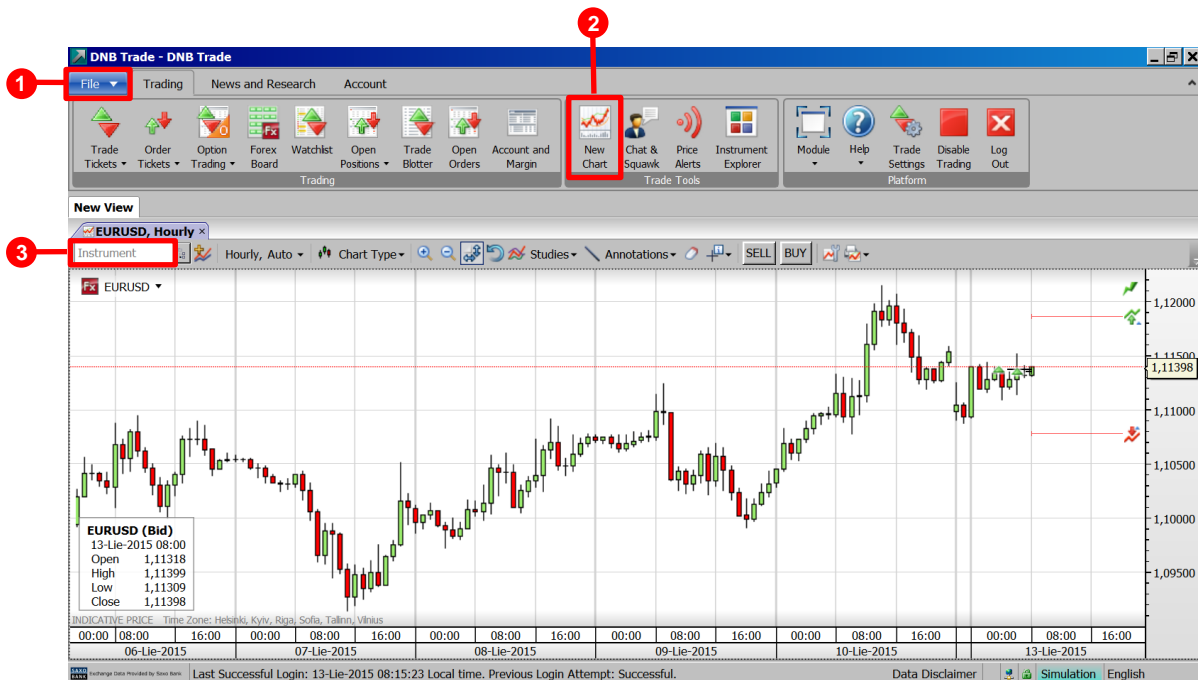 2
DNB Trade - DNB Trade
1
File Trading News and Research Account
Trade Tickets Order Tickets Option Trading Forex Board Watchlist Open Positions Trade Blotter Open Orders Account and Margin New Chart Chat & Squawk Price Alerts Instrument Explorer Module Help Trade Settings Disable Trading Log Out
Trading Trade Tools Platform
New View
EURUSD, Hourly
3
Instrument Hourly, Auto Chart Type Studies Annotations SELL BUY
Fx EURUSD
1,12000
1,11500
1,11398
1,11000
1,10500
1,10000
1,09500
EURUSD (Bid)
13-Lie-2015 08:00
Open 1,11318
High 1,11399
Low 1,11309
Close 1,11398
INDICATIVE PRICE Time Zone: Helsinki, Kyiv, Riga, Sofia, Tallinn, Vilnius
00:00 08:00 16:00 00:00 08:00 16:00 00:00 08:00 16:00 00:00 08:00 16:00 00:00 08:00 16:00 00:00 08:00 16:00
06-Lie-2015 07-Lie-2015 08-Lie-2015 09-Lie-2015 10-Lie-2015 13-Lie-2015
SAXO BANK Exchange Data Provided by Saxo Bank Last Successful Login: 13-Lie-2015 08:15:23 Local time. Previous Login Attempt: Successful. Data Disclaimer Simulation English